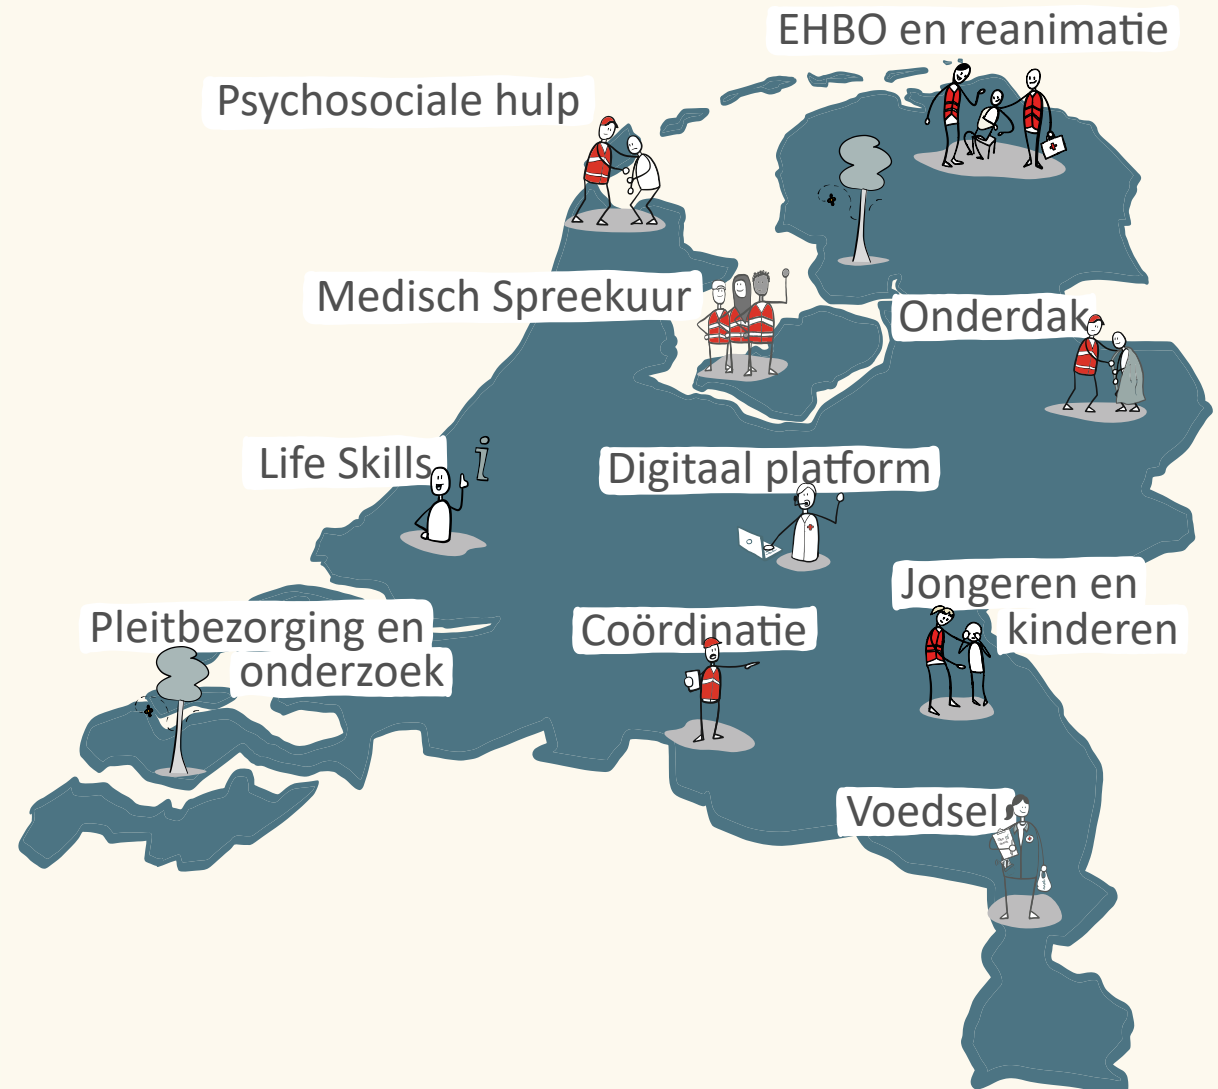 EHBO en reanimatie
Psychosociale hulp
Medisch Spreekuur
Onderdak
Life Skills
i
Digitaal platform
Jongeren en
kinderen
Pleitbezorging en
onderzoek
Coördinatie
Voedsel